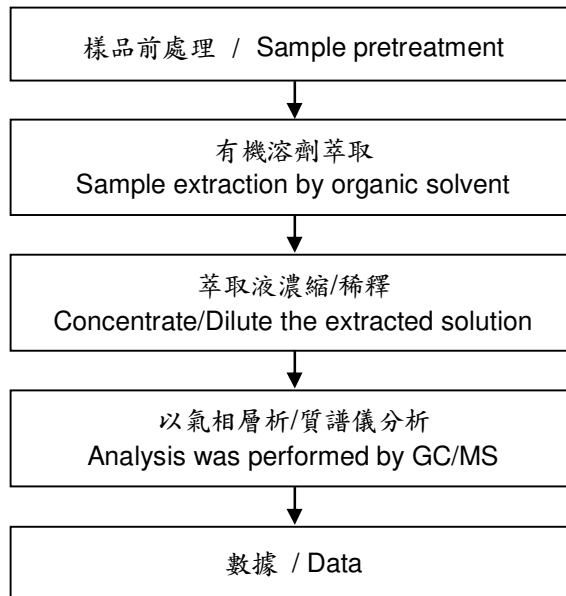 樣品前處理 / Sample pretreatment
有機溶劑萃取
Sample extraction by organic solvent
萃取液濃縮/稀釋
Concentrate/Dilute the extracted solution
以氣相層析/質譜儀分析
Analysis was performed by GC/MS
數據 / Data